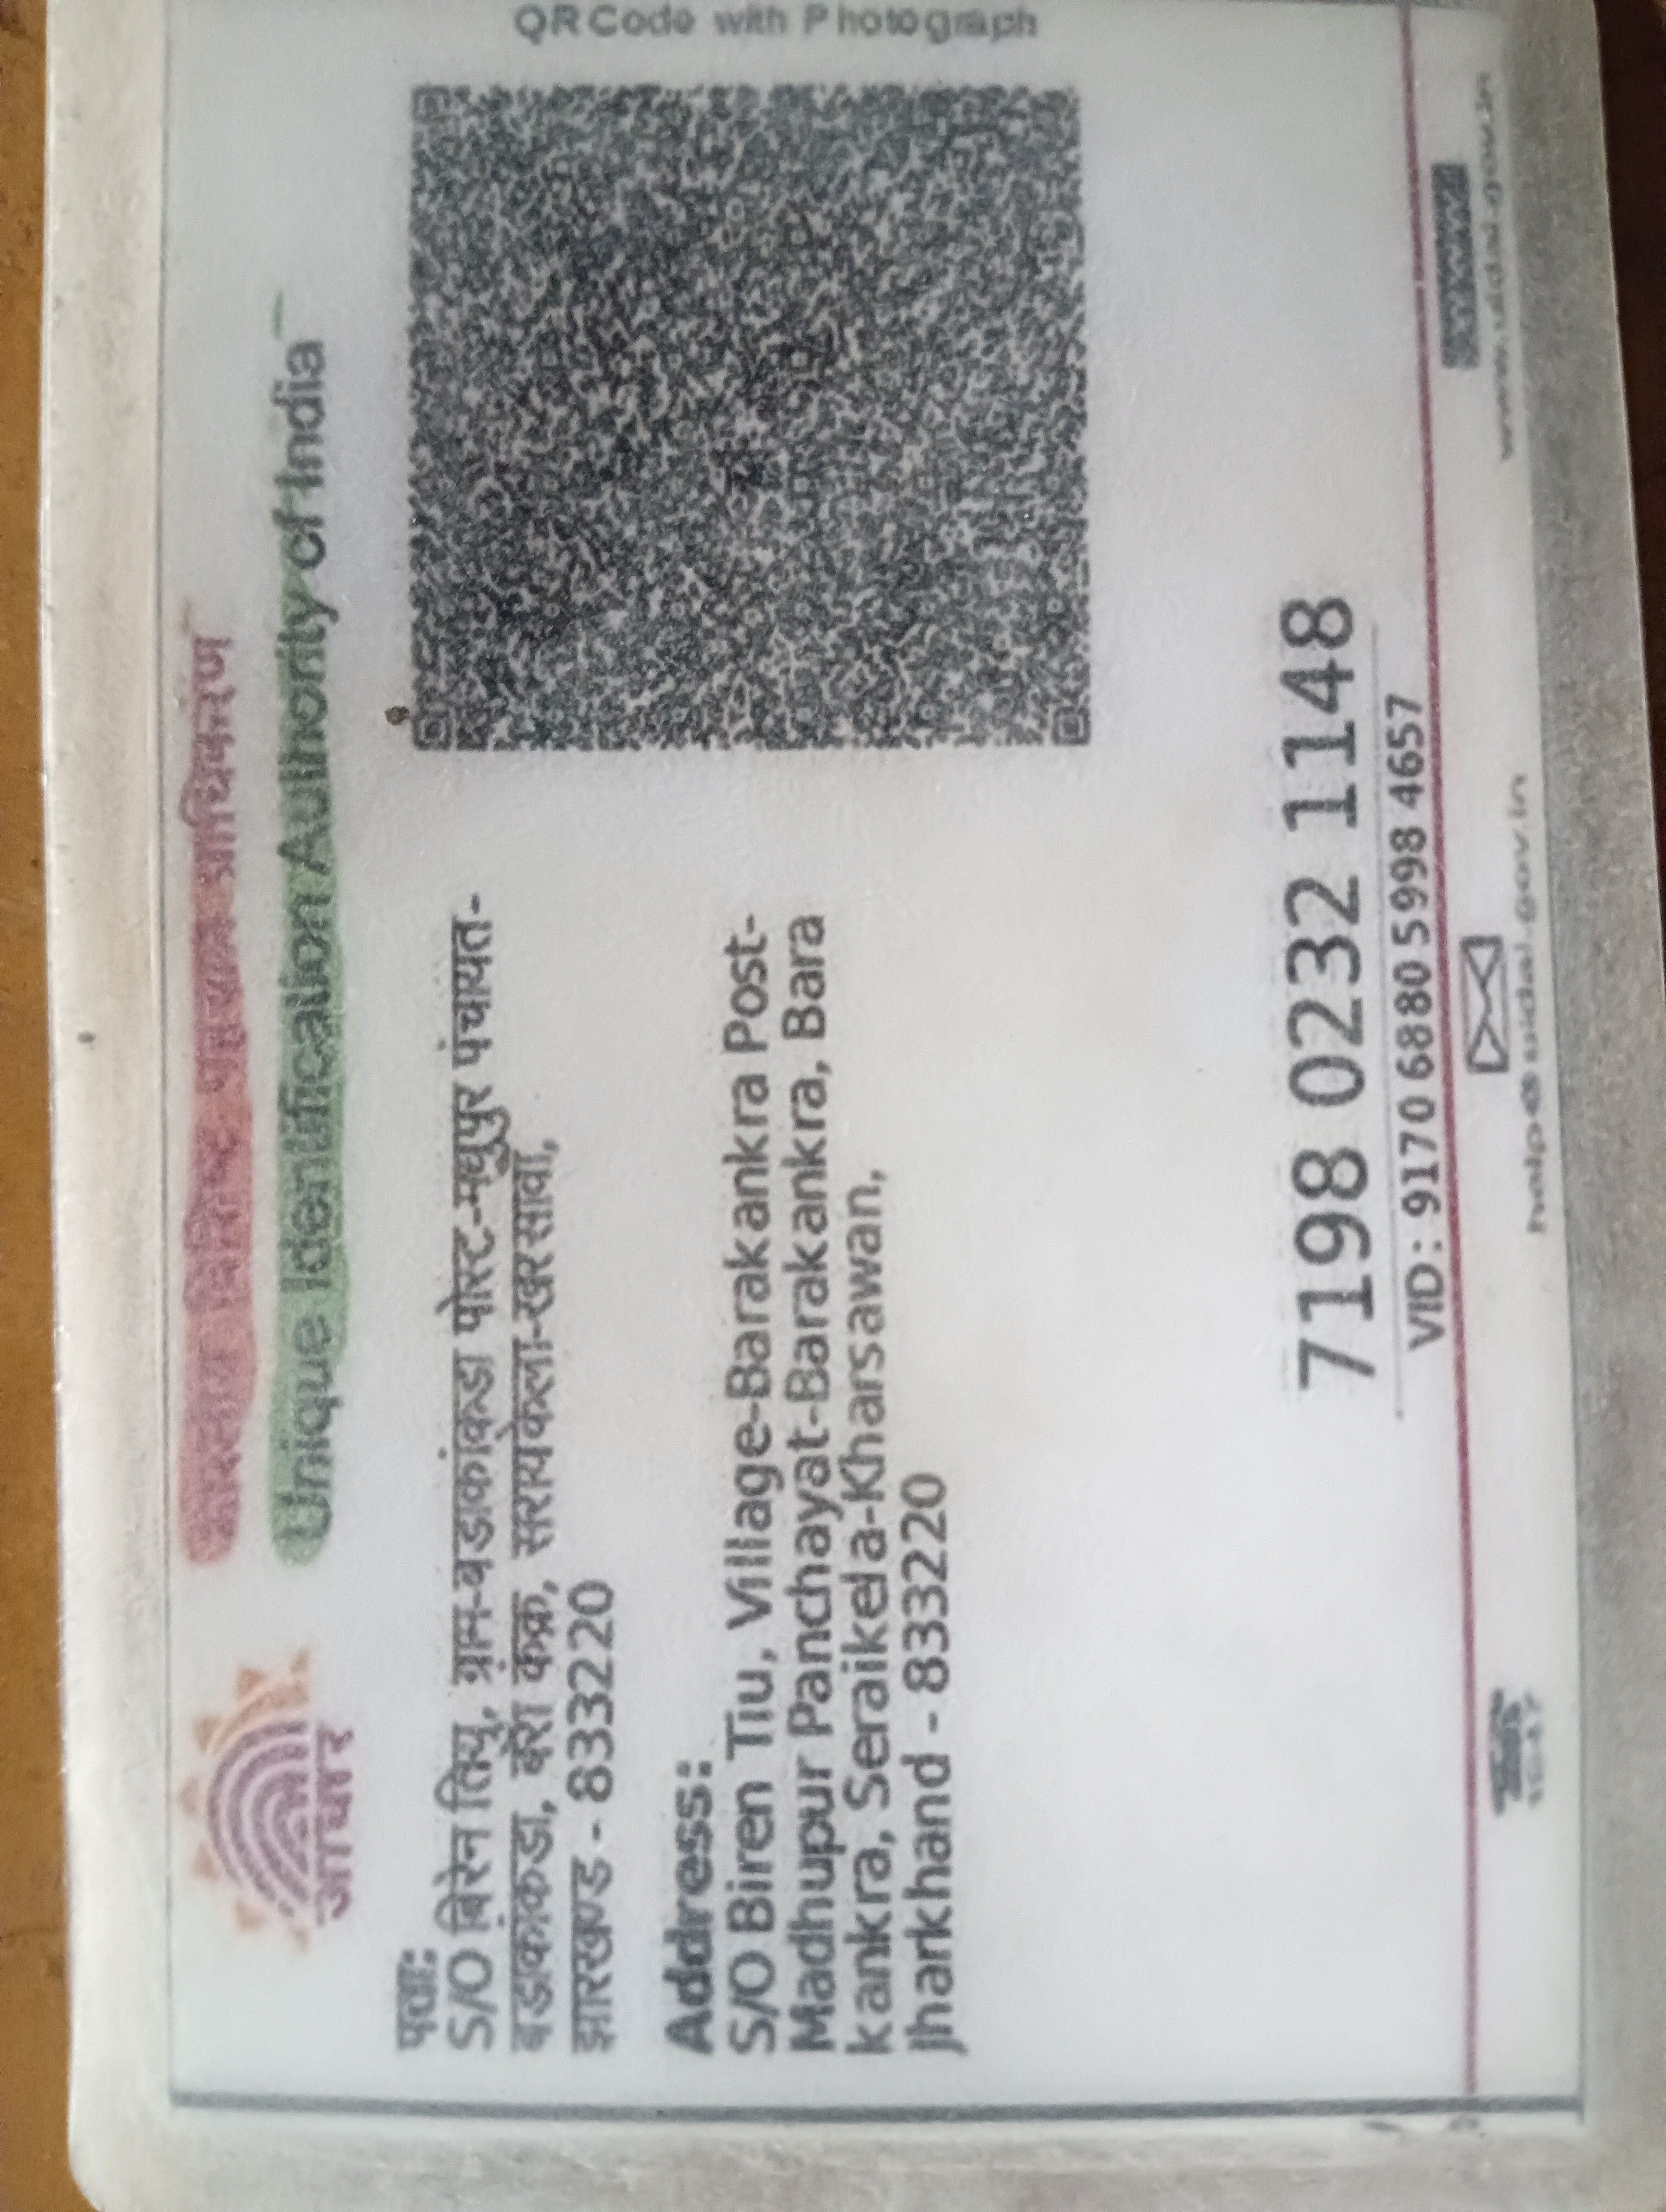 भारतीय विशिष्ट पहचान प्राधिकरण
Unique Identification Authority of India
आधार
QR Code with Photograph
पता:
S/O बिरेन तियु, ग्राम-बडाकांकडा पोस्ट-मधुपुर पंचायत-
बडाकांकडा, बरा कंक्रा, सरायकेला-खरसावां,
झारखण्ड - 833220
Address:
S/O Biren Tiu, Village-Barakankra Post-
Madhupur Panchayat-Barakankra, Bara
kankra, Seraikela-Kharsawan,
Jharkhand - 833220
7198 0232 1148
VID : 9170 6880 5998 4657
1947
help@uidai.gov.in
www.uidai.gov.in